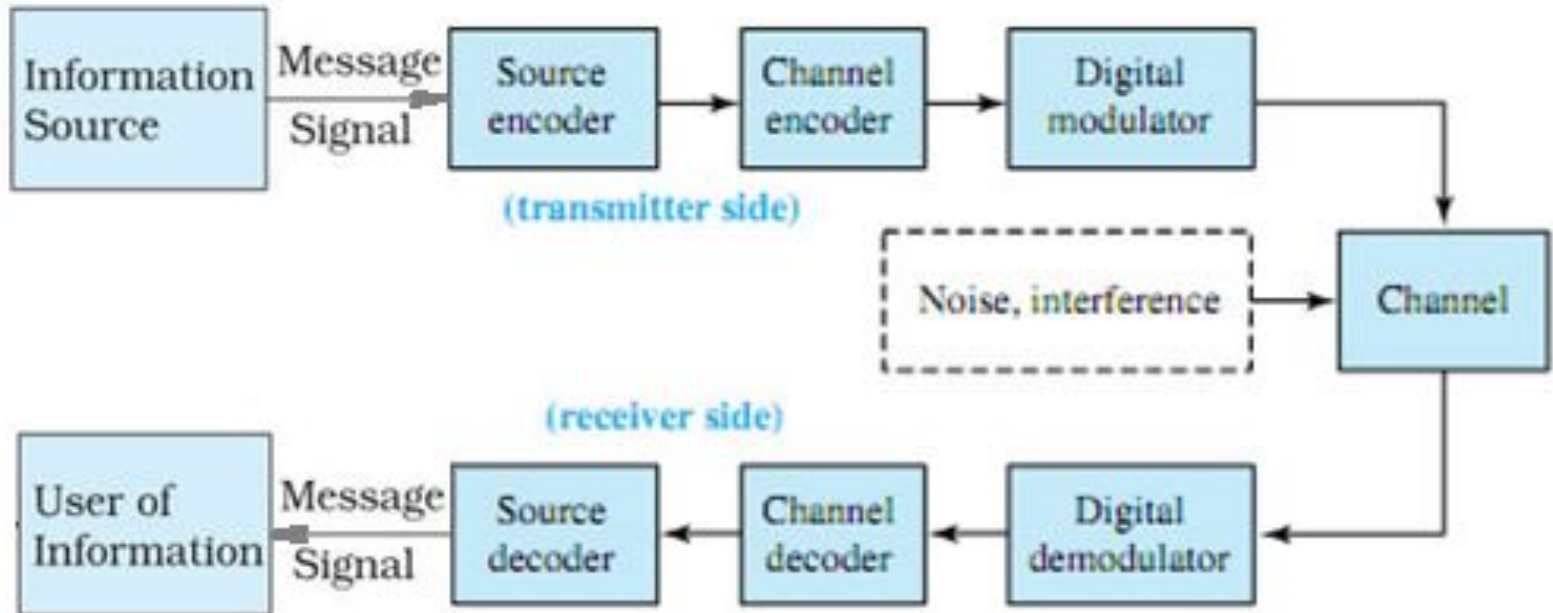 Information
Source
Message
Signal
Source
encoder
Channel
encoder
Digital
modulator
(transmitter side)
Noise, interference
Channel
(receiver side)
User of
Information
Message
Signal
Source
decoder
Channel
decoder
Digital
demodulator